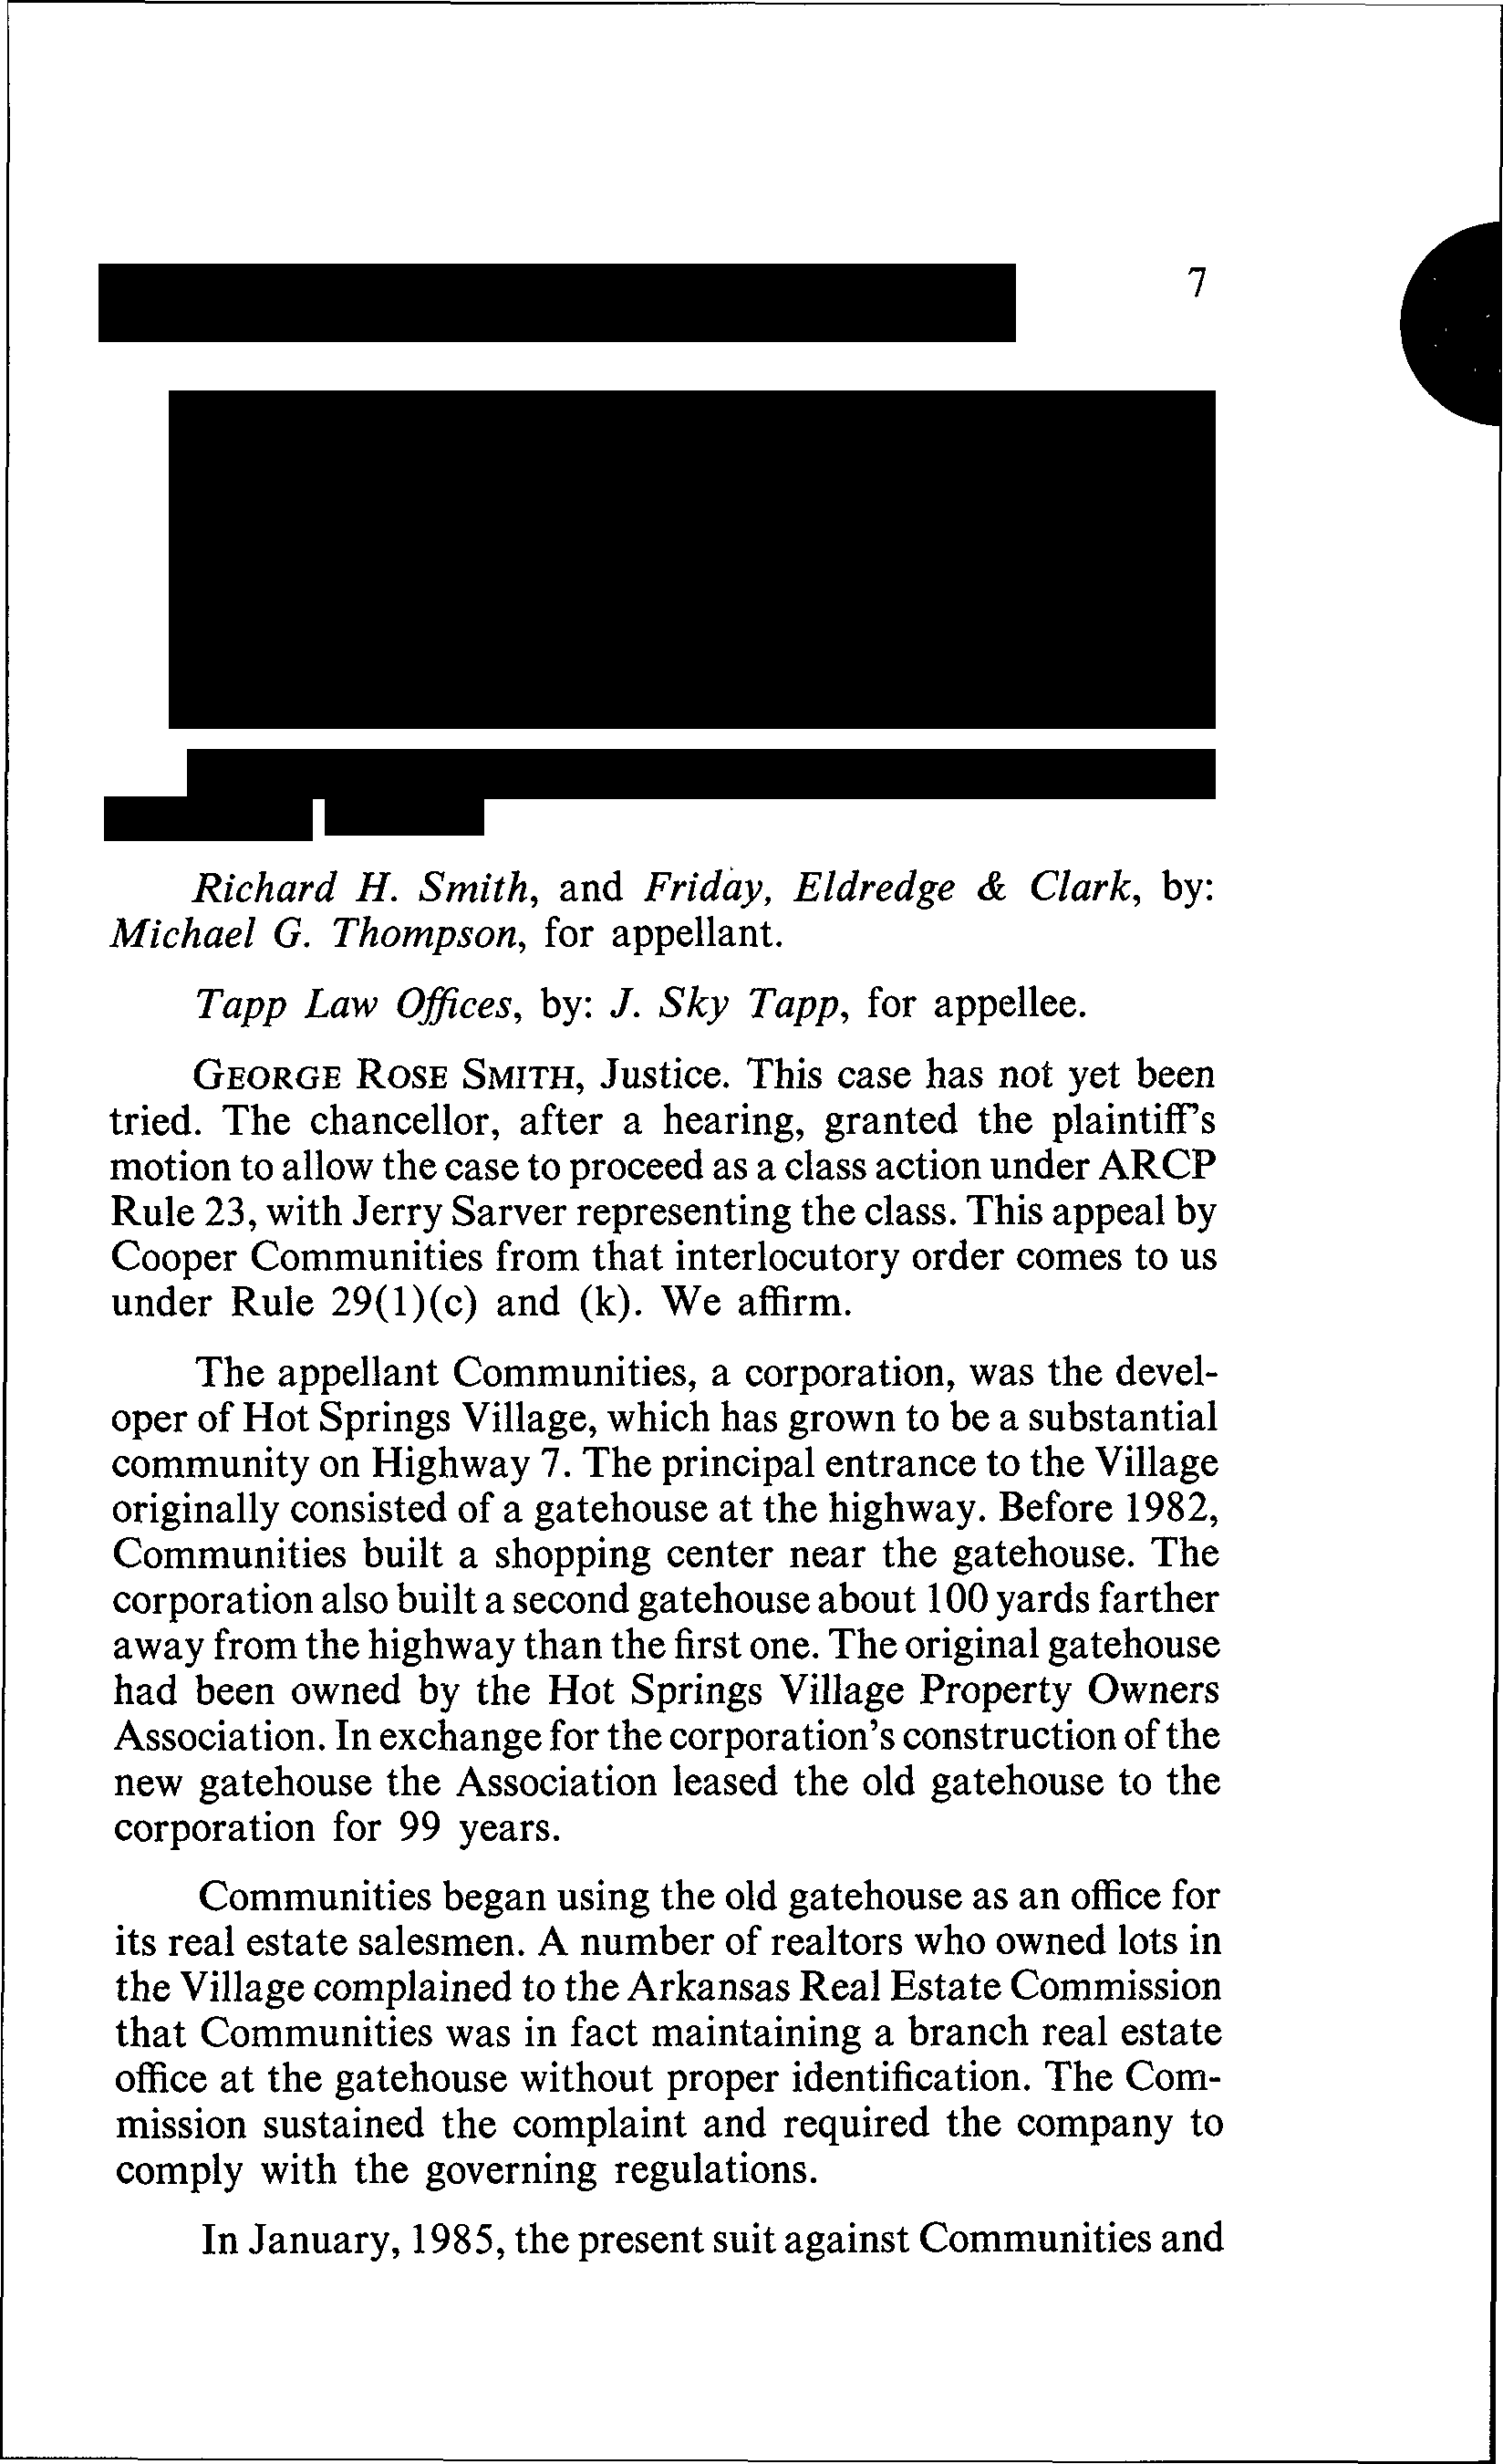 7
Richard H. Smith, and Friday, Eldredge & Clark, by:
Michael G. Thompson, for appellant.
Tapp Law Offices, by: J. Sky Tapp, for appellee.
GEORGE ROSE SMITH, Justice. This case has not yet been
tried. The chancellor, after a hearing, granted the plaintiff's
motion to allow the case to proceed as a class action under ARCP
Rule 23, with Jerry Sarver representing the class. This appeal by
Cooper Communities from that interlocutory order comes to us
under Rule 29(1)(c) and (k). We affirm.
The appellant Communities, a corporation, was the devel-
oper of Hot Springs Village, which has grown to be a substantial
community on Highway 7. The principal entrance to the Village
originally consisted of a gatehouse at the highway. Before 1982,
Communities built a shopping center near the gatehouse. The
corporation also built a second gatehouse about 100 yards farther
away from the highway than the first one. The original gatehouse
had been owned by the Hot Springs Village Property Owners
Association. In exchange for the corporation's construction of the
new gatehouse the Association leased the old gatehouse to the
corporation for 99 years.
Communities began using the old gatehouse as an office for
its real estate salesmen. A number of realtors who owned lots in
the Village complained to the Arkansas Real Estate Commission
that Communities was in fact maintaining a branch real estate
office at the gatehouse without proper identification. The Com-
mission sustained the complaint and required the company to
comply with the governing regulations.
In January, 1985, the present suit against Communities and